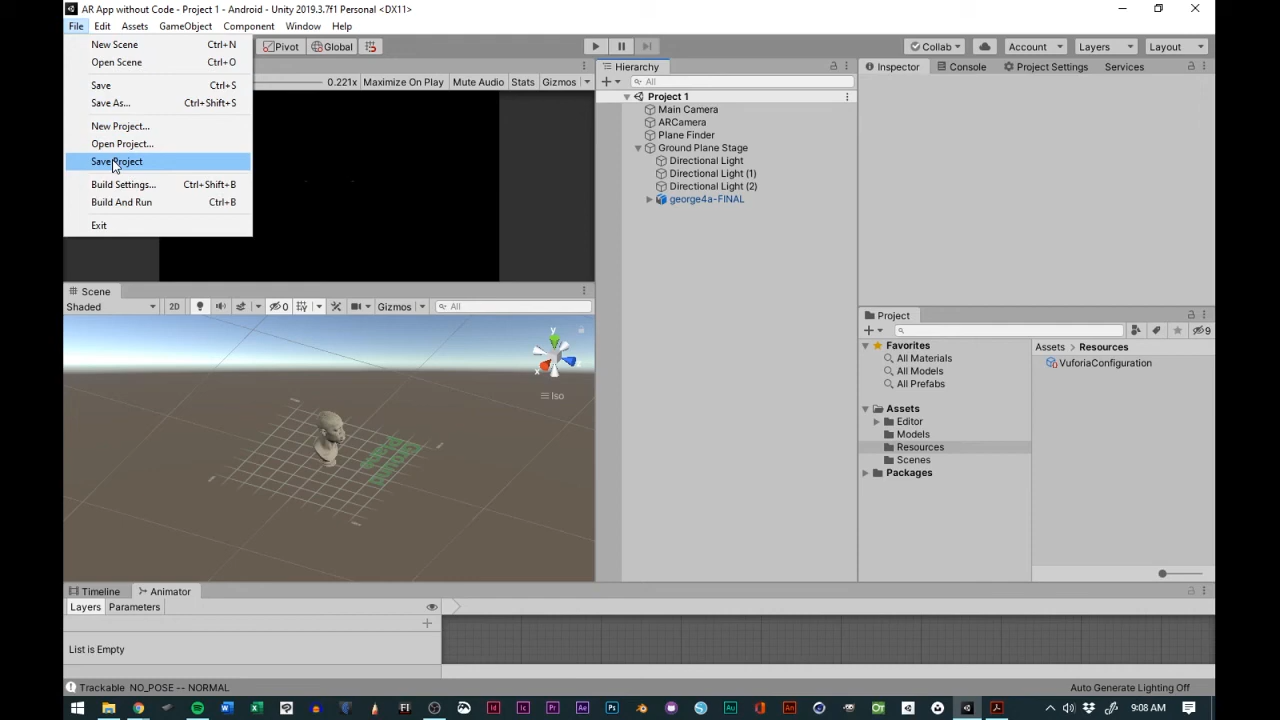 AR App without Code - Project 1 - Android - Unity 2019.3.7f1 Personal <DX11>
File Edit Assets GameObject Component Window Help
Pivot Global Collab Account Layers Layout
New Scene Ctrl+N
Open Scene Ctrl+O
Save Ctrl+S
Save As... Ctrl+Shift+S
New Project...
Open Project...
Save Project
Build Settings... Ctrl+Shift+B
Build And Run Ctrl+B
Exit
0.221x Maximize On Play Mute Audio Stats Gizmos
Hierarchy
All
Project 1
Main Camera
ARCamera
Plane Finder
Ground Plane Stage
Directional Light
Directional Light (1)
Directional Light (2)
george4a-FINAL
Inspector Console Project Settings Services
Scene
Shaded 2D 0 Gizmos All
y
x
Iso
Project
9
Favorites
All Materials
All Models
All Prefabs
Assets
Editor
Models
Resources
Scenes
Packages
Assets > Resources
VuforiaConfiguration
Timeline Animator
Layers Parameters
List is Empty
Trackable NO_POSE -- NORMAL
Auto Generate Lighting Off
9:08 AM